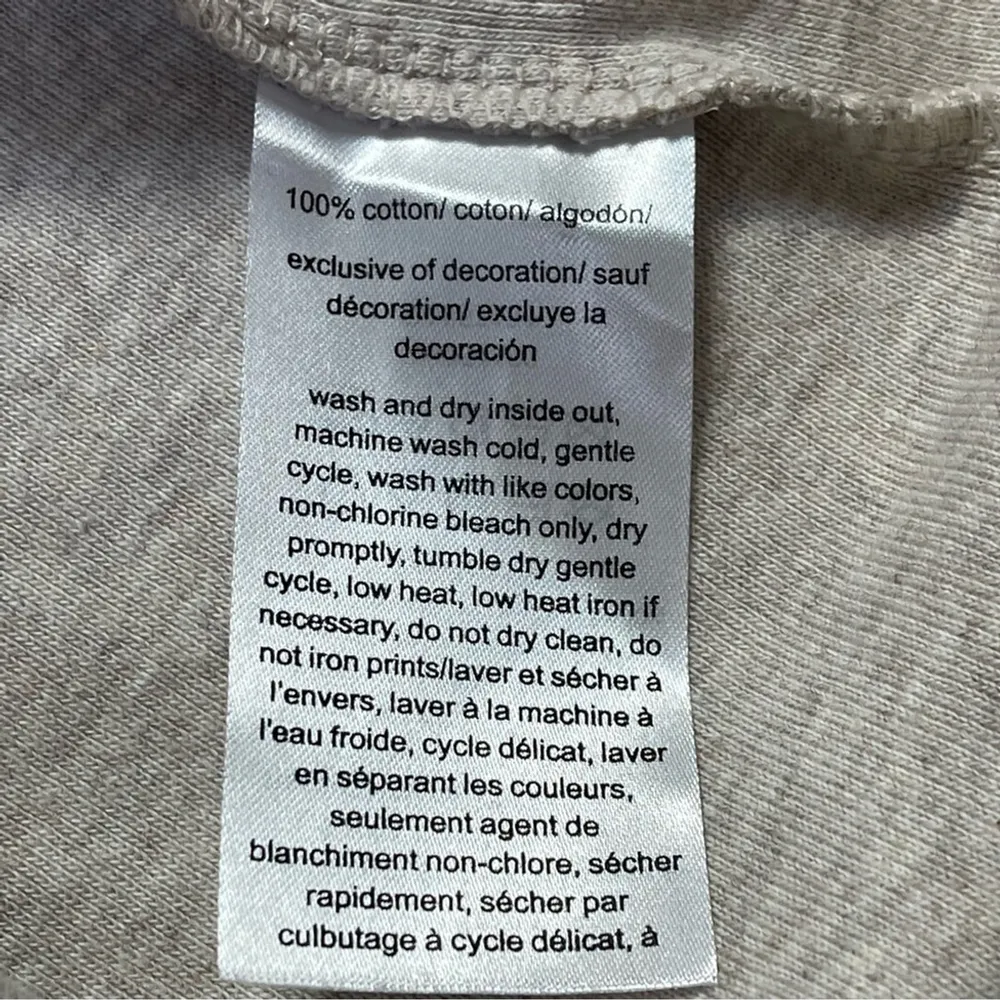 100% cotton/ coton/ algodón/
exclusive of decoration/ sauf
décoration/ excluye la
decoración
wash and dry inside out,
machine wash cold, gentle
cycle, wash with like colors,
non-chlorine bleach only, dry
promptly, tumble dry gentle
cycle, low heat, low heat iron if
necessary, do not dry clean, do
not iron prints/laver et sécher à
l'envers, laver à la machine à
l'eau froide, cycle délicat, laver
en séparant les couleurs,
seulement agent de
blanchiment non-chlore, sécher
rapidement, sécher par
culbutage à cycle délicat, à